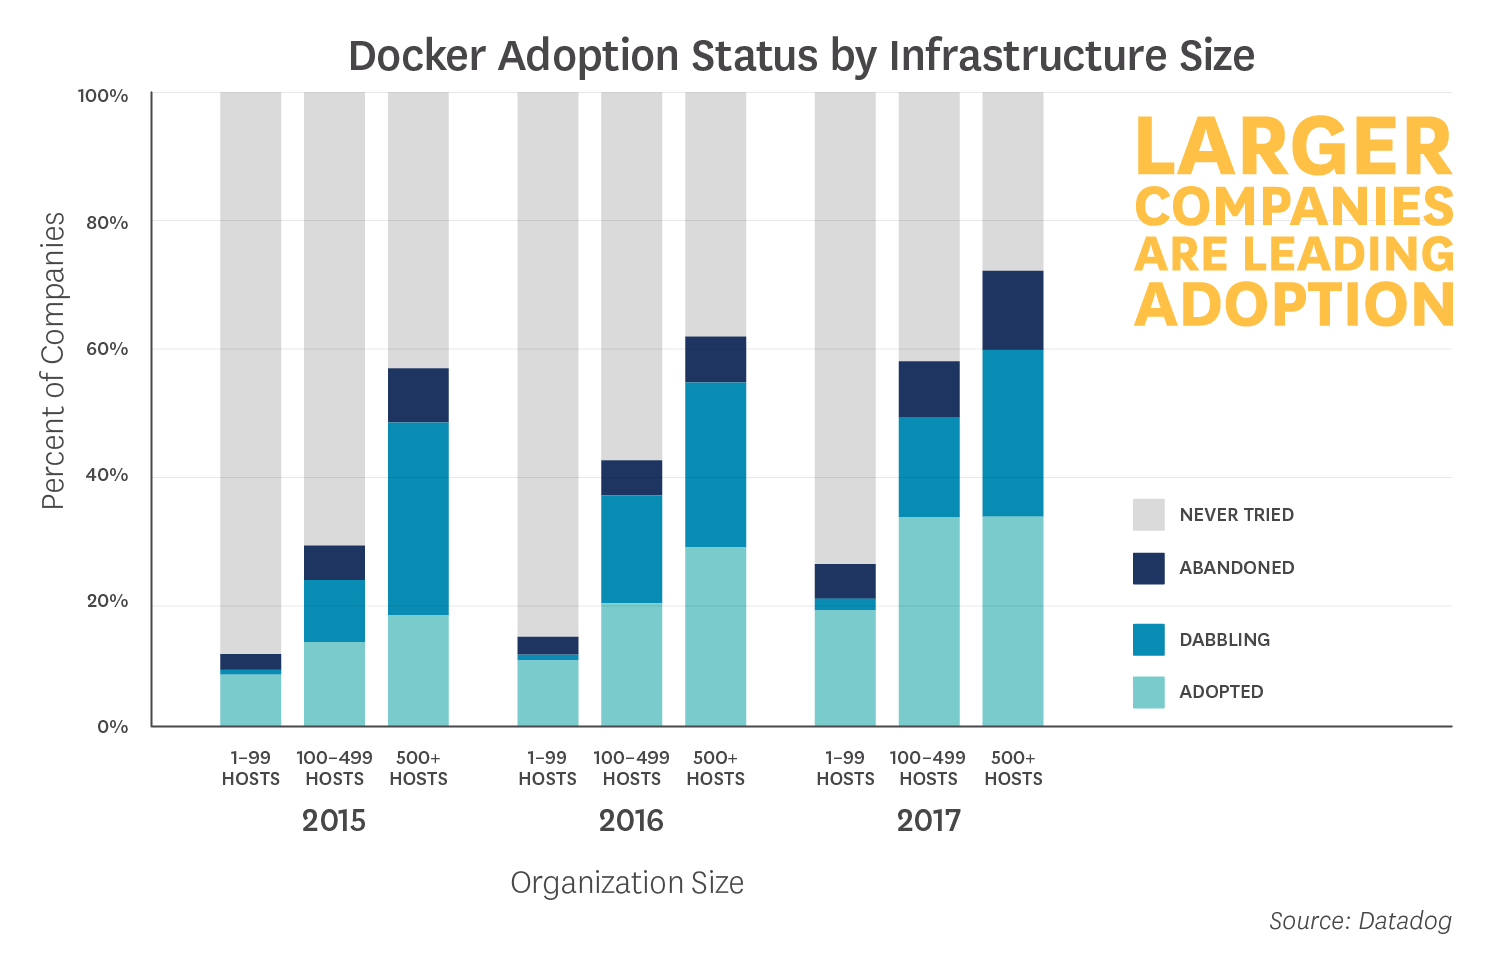 Docker Adoption Status by Infrastructure Size
100%
80%
60%
40%
20%
0%
Percent of Companies
LARGER
COMPANIES
ARE LEADING
ADOPTION
NEVER TRIED
ABANDONED
DABBLING
ADOPTED
1–99
HOSTS
100–499
HOSTS
500+
HOSTS
1–99
HOSTS
100–499
HOSTS
500+
HOSTS
1–99
HOSTS
100–499
HOSTS
500+
HOSTS
2015
2016
2017
Organization Size
Source: Datadog